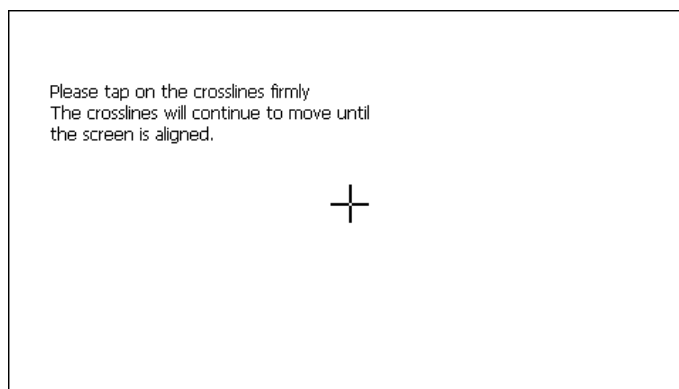 Please tap on the crosslines firmly
The crosslines will continue to move until
the screen is aligned.